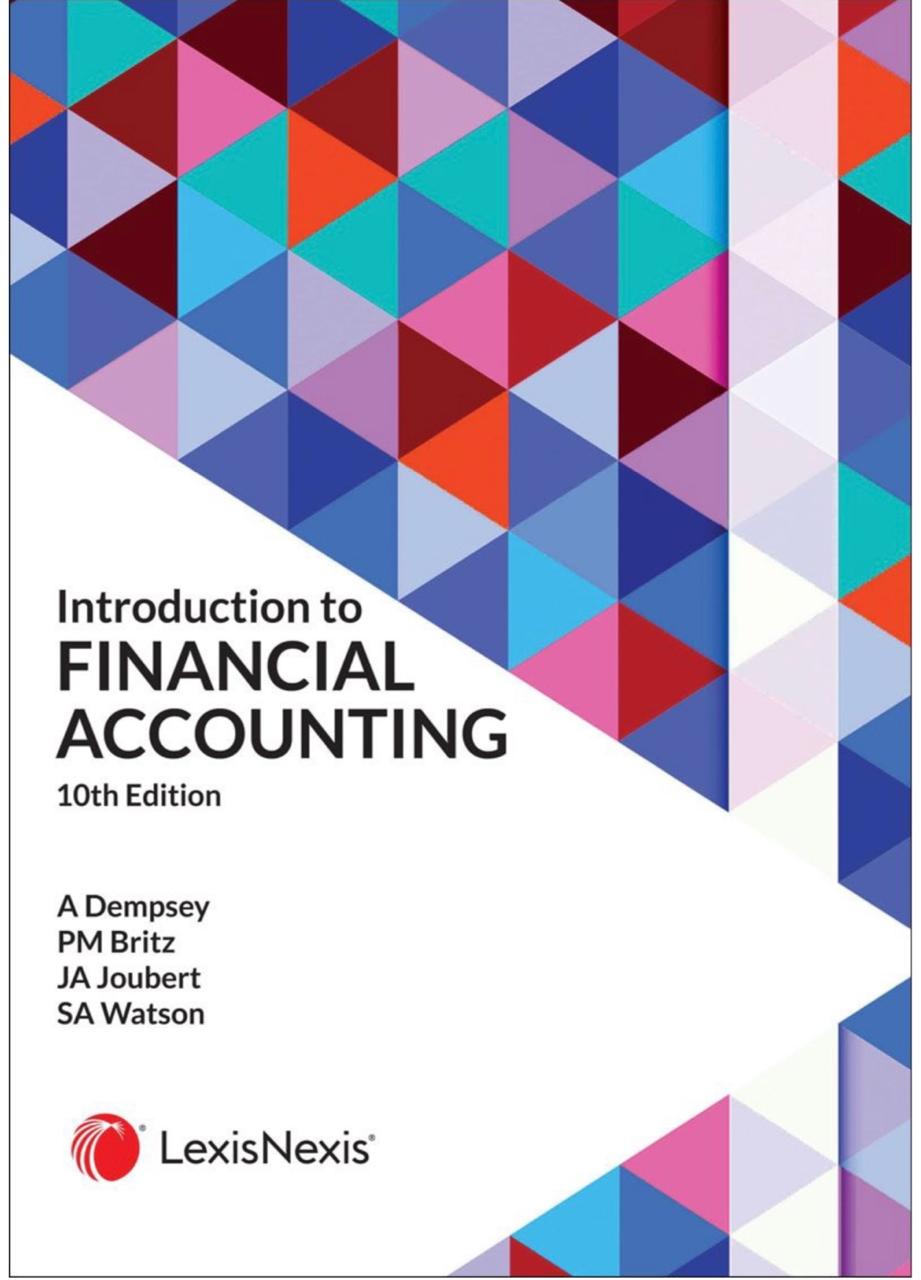 Introduction to
FINANCIAL
ACCOUNTING
10th Edition
A Dempsey
PM Britz
JA Joubert
SA Watson
LexisNexis®